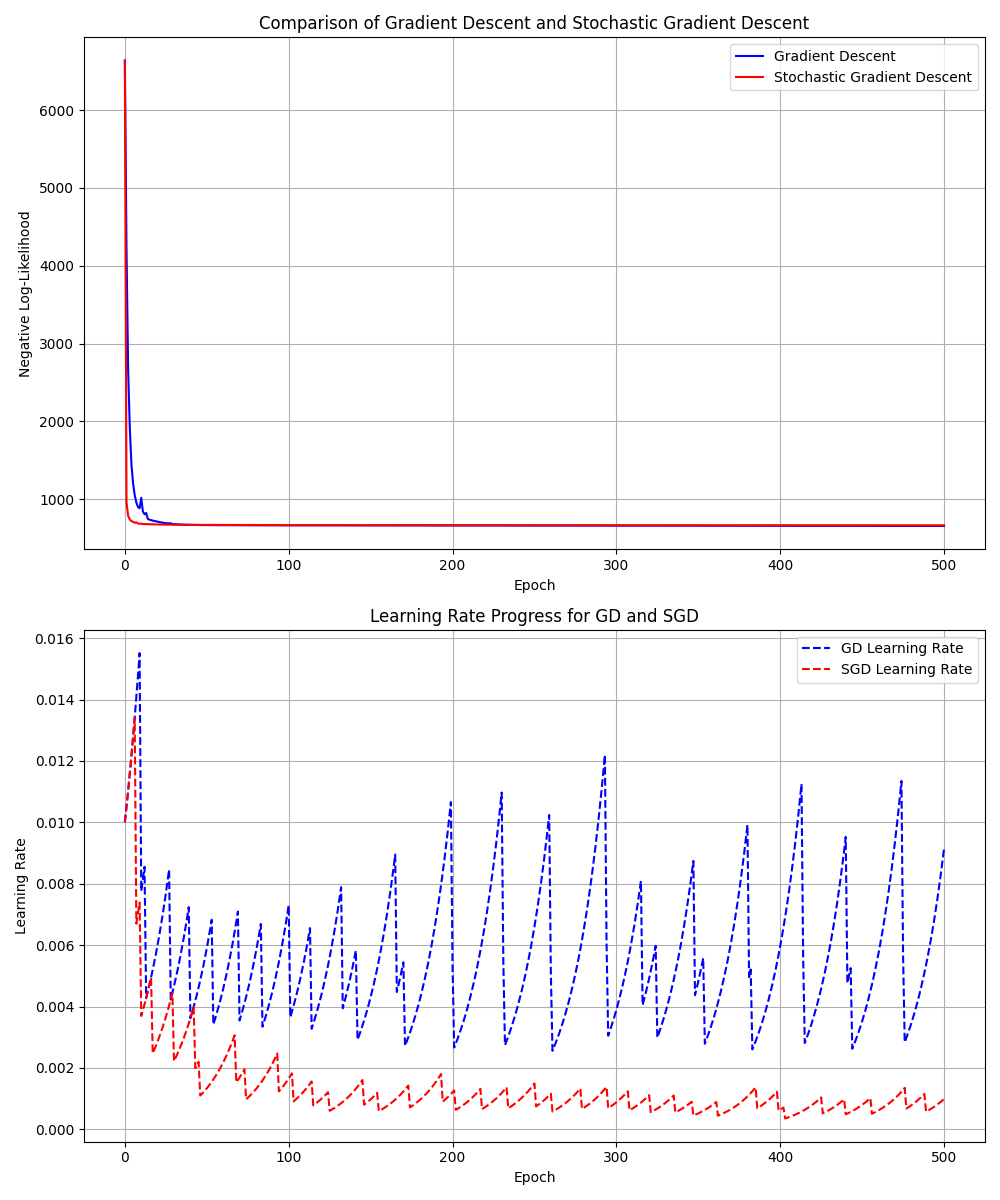 Comparison of Gradient Descent and Stochastic Gradient Descent
Gradient Descent
Stochastic Gradient Descent
6000
5000
4000
3000
2000
1000
Negative Log-Likelihood
0 100 200 300 400 500
Epoch
Learning Rate Progress for GD and SGD
GD Learning Rate
SGD Learning Rate
0.016
0.014
0.012
0.010
0.008
0.006
0.004
0.002
0.000
Learning Rate
0 100 200 300 400 500
Epoch